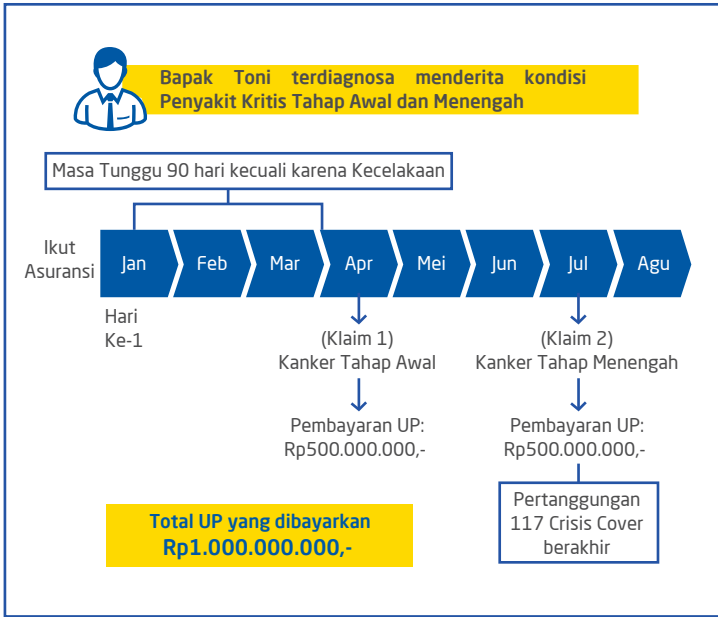 Bapak Toni terdiagnosa menderita kondisi
Penyakit Kritis Tahap Awal dan Menengah
Masa Tunggu 90 hari kecuali karena Kecelakaan
Ikut
Asuransi
Jan
Feb
Mar
Apr
Mei
Jun
Jul
Agu
Hari
Ke-1
(Klaim 1)
Kanker Tahap Awal
Pembayaran UP:
Rp500.000.000,-
(Klaim 2)
Kanker Tahap Menengah
Pembayaran UP:
Rp500.000.000,-
Pertanggungan
117 Crisis Cover
berakhir
Total UP yang dibayarkan
Rp1.000.000.000,-